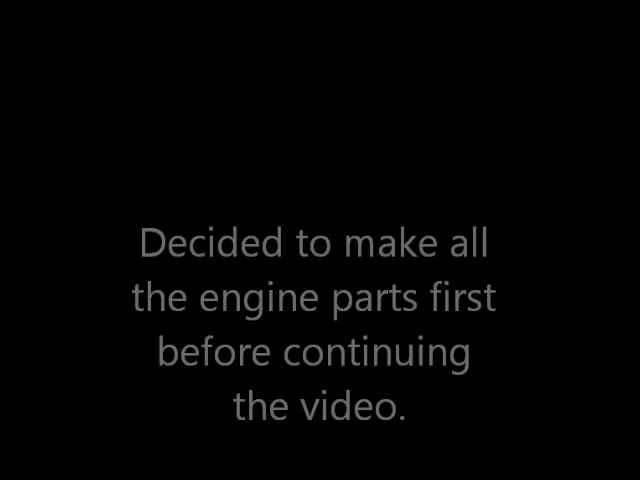 Decided to make all
the engine parts first
before continuing
the video.